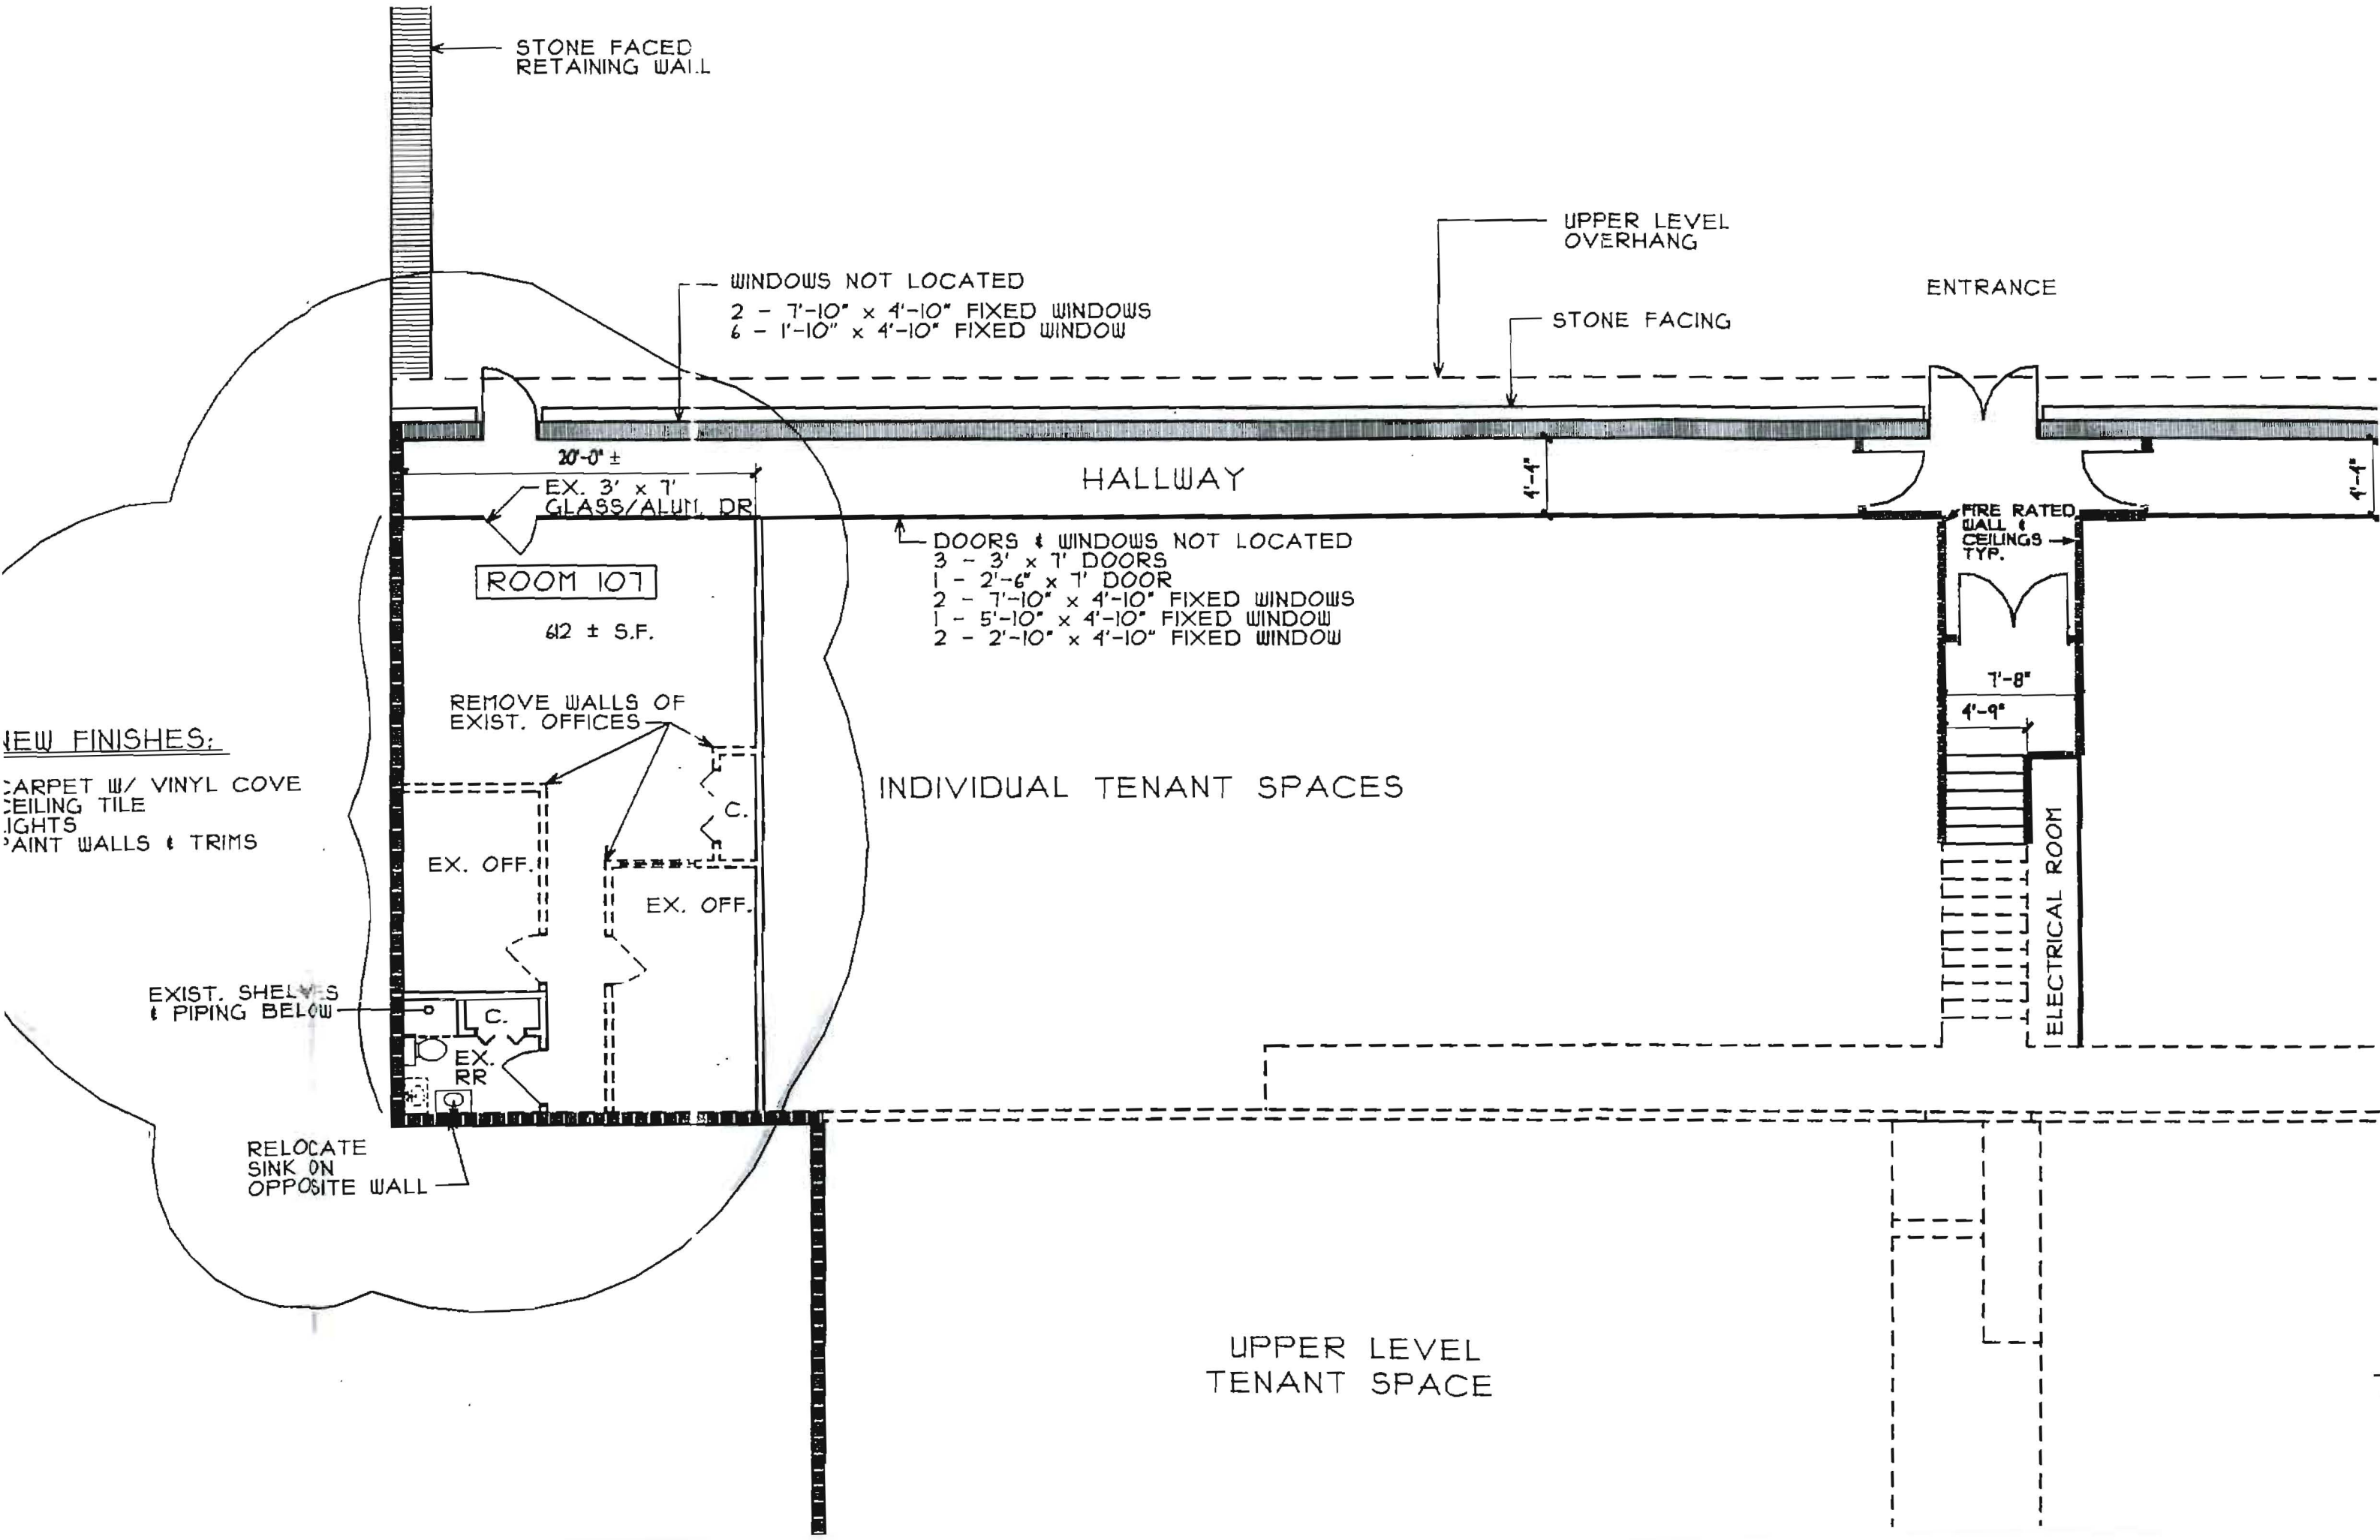 STONE FACED
RETAINING WALL
UPPER LEVEL
OVERHANG
ENTRANCE
WINDOWS NOT LOCATED
2 - 7'-10" x 4'-10" FIXED WINDOWS
6 - 1'-10" x 4'-10" FIXED WINDOW
STONE FACING
20'-0" ±
HALLWAY
4'-4"
4'-4"
EX. 3' x 7'
GLASS/ALUM. DR
FIRE RATED
WALL &
CEILINGS
TYP.
DOORS & WINDOWS NOT LOCATED
3 - 3' x 7' DOORS
1 - 2'-6" x 7' DOOR
2 - 7'-10" x 4'-10" FIXED WINDOWS
1 - 5'-10" x 4'-10" FIXED WINDOW
2 - 2'-10" x 4'-10" FIXED WINDOW
ROOM 107
612 ± S.F.
REMOVE WALLS OF
EXIST. OFFICES
7'-8"
4'-9"
NEW FINISHES:
CARPET W/ VINYL COVE
CEILING TILE
LIGHTS
PAINT WALLS & TRIMS
INDIVIDUAL TENANT SPACES
C.
EX. OFF.
EX. OFF.
ELECTRICAL ROOM
EXIST. SHELVES
& PIPING BELOW
C.
EX.
RR
RELOCATE
SINK ON
OPPOSITE WALL
UPPER LEVEL
TENANT SPACE